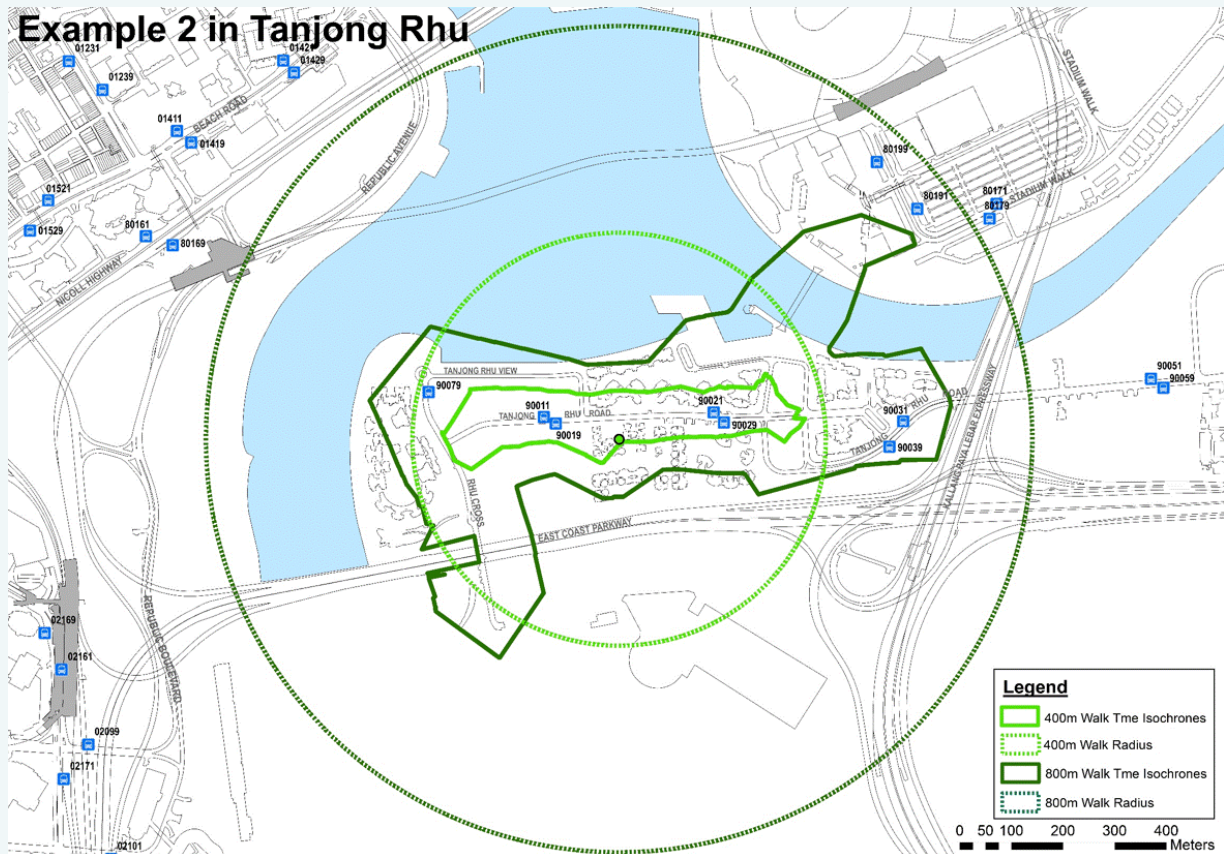 Example 2 in Tanjong Rhu
01231
01421
01429
01239
BEACH ROAD
01411
01419
REPUBLIC AVENUE
STADIUM WALK
80199
01521
01529
80161
80169
NICOLL HIGHWAY
80191
80171
80179
STADIUM WALK
TANJONG RHU VIEW
90079
90011
90019
TANJONG RHU ROAD
90021
90029
90031
90039
TANJONG RHU ROAD
90051
90059
RHU CROSS
EAST COAST PARKWAY
KALLANG PAYA LEBAR EXPRESSWAY
REPUBLIC BOULEVARD
02169
02161
02099
02171
02101
Legend
400m Walk Tme Isochrones
400m Walk Radius
800m Walk Tme Isochrones
800m Walk Radius
0 50 100 200 300 400
Meters